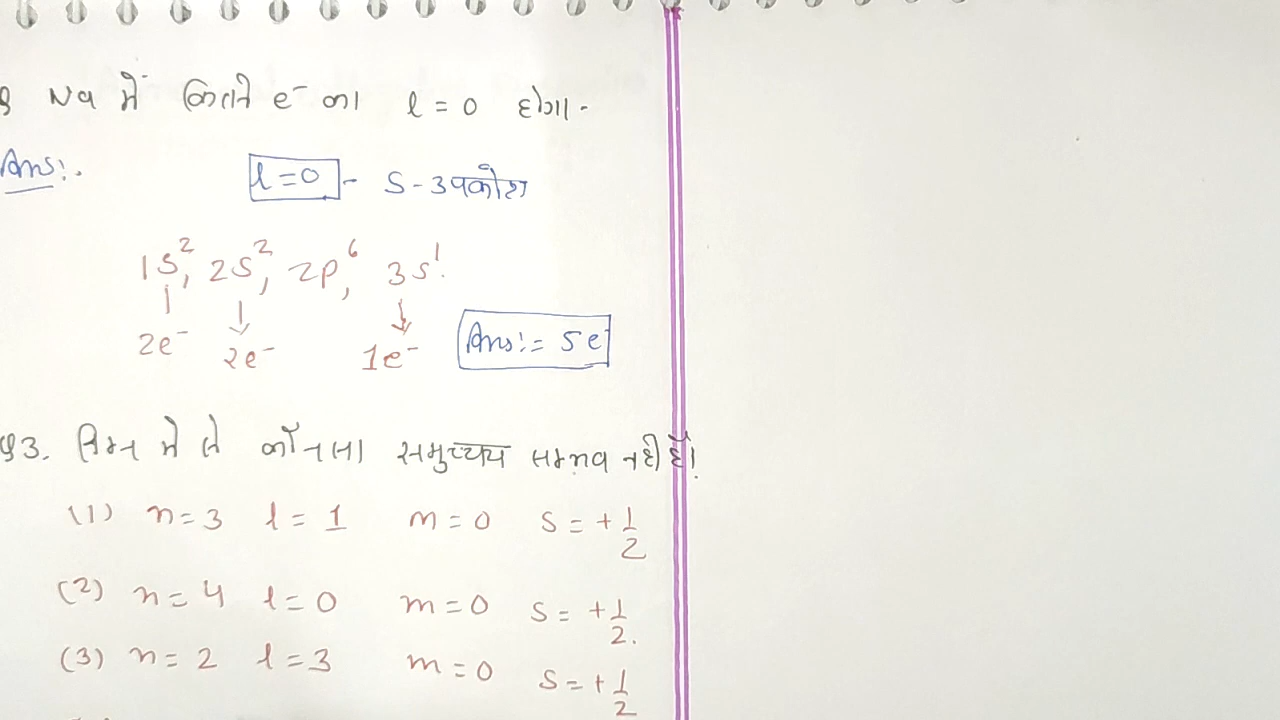 Na में कितने e⁻ का l = 0 होगा -
Ans:-
l = 0 - S - उपकोश
1s², 2s², 2p⁶, 3s¹.
2e⁻ 2e⁻ 1e⁻
Ans:- 5e⁻
Q3. निम्न में से कौनसा समुच्चय सम्भव नही है।
(1) n = 3 l = 1 m = 0 s = + 1/2
(2) n = 4 l = 0 m = 0 s = + 1/2.
(3) n = 2 l = 3 m = 0 s = + 1/2